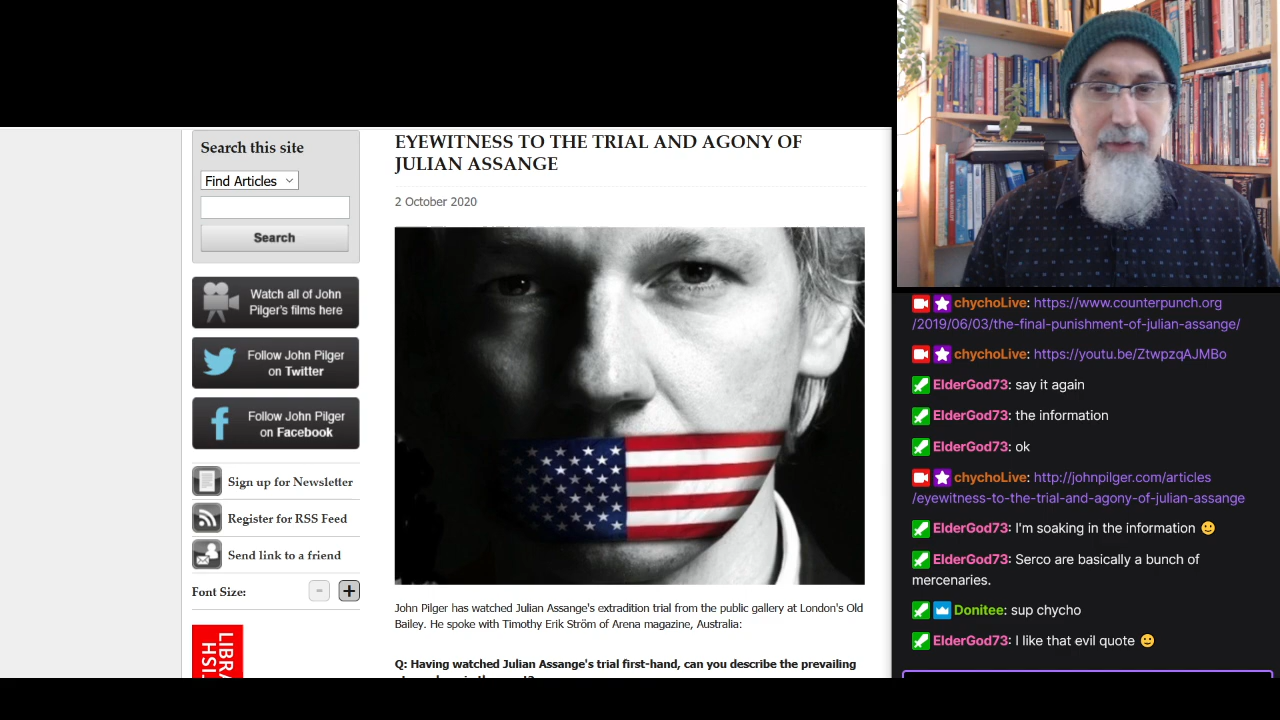 Search this site
Find Articles
Search
Watch all of John
Pilger's films here
Follow John Pilger
on Twitter
Follow John Pilger
on Facebook
Sign up for Newsletter
Register for RSS Feed
Send link to a friend
Font Size:
EYEWITNESS TO THE TRIAL AND AGONY OF
JULIAN ASSANGE
2 October 2020
John Pilger has watched Julian Assange's extradition trial from the public gallery at London's Old
Bailey. He spoke with Timothy Erik Ström of Arena magazine, Australia:
Q: Having watched Julian Assange's trial first-hand, can you describe the prevailing
chychoLive: https://www.counterpunch.org
/2019/06/03/the-final-punishment-of-julian-assange/
chychoLive: https://youtu.be/ZtwpzqAJMBo
ElderGod73: say it again
ElderGod73: the information
ElderGod73: ok
chychoLive: http://johnpilger.com/articles
/eyewitness-to-the-trial-and-agony-of-julian-assange
ElderGod73: I'm soaking in the information 🙂
ElderGod73: Serco are basically a bunch of
mercenaries.
Donitee: sup chycho
ElderGod73: I like that evil quote 🙂